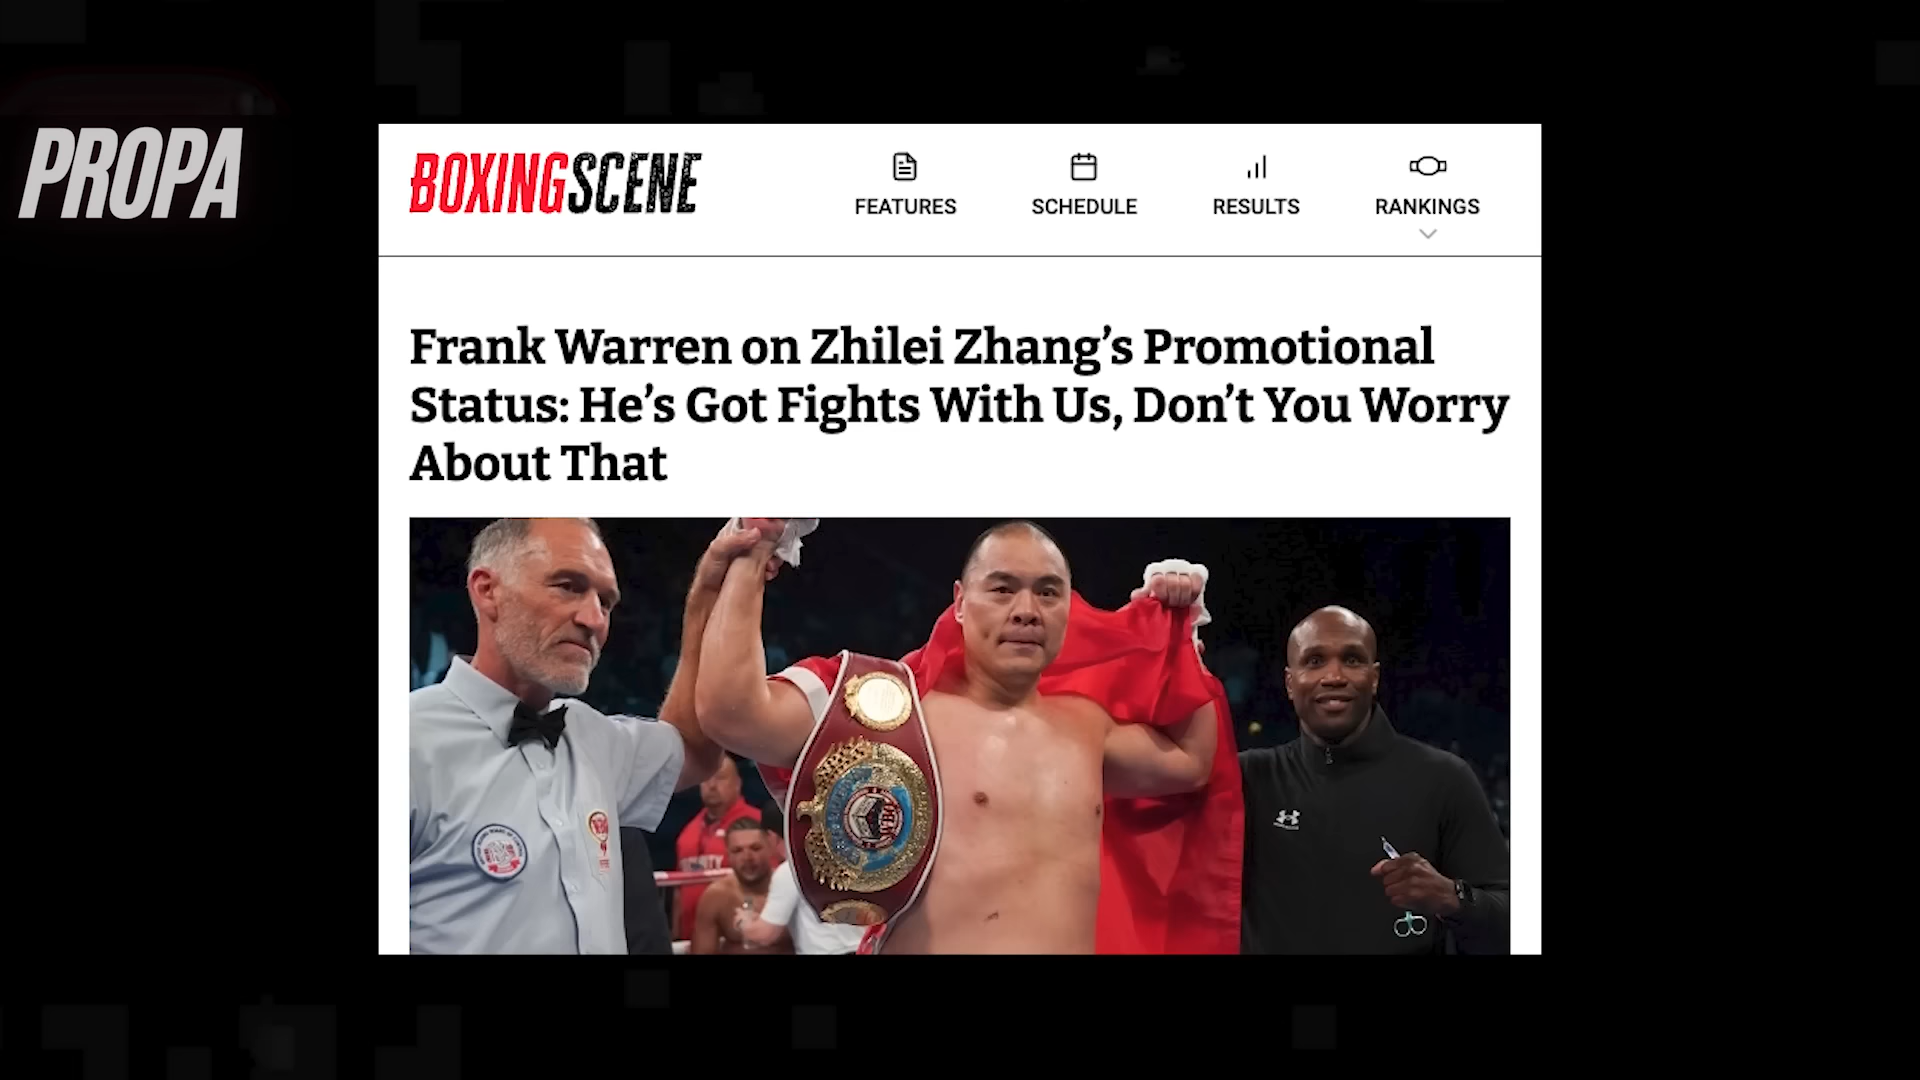 PROPA
BOXINGSCENE
FEATURES
SCHEDULE
RESULTS
RANKINGS
Frank Warren on Zhilei Zhang’s Promotional
Status: He’s Got Fights With Us, Don’t You Worry
About That
WBO